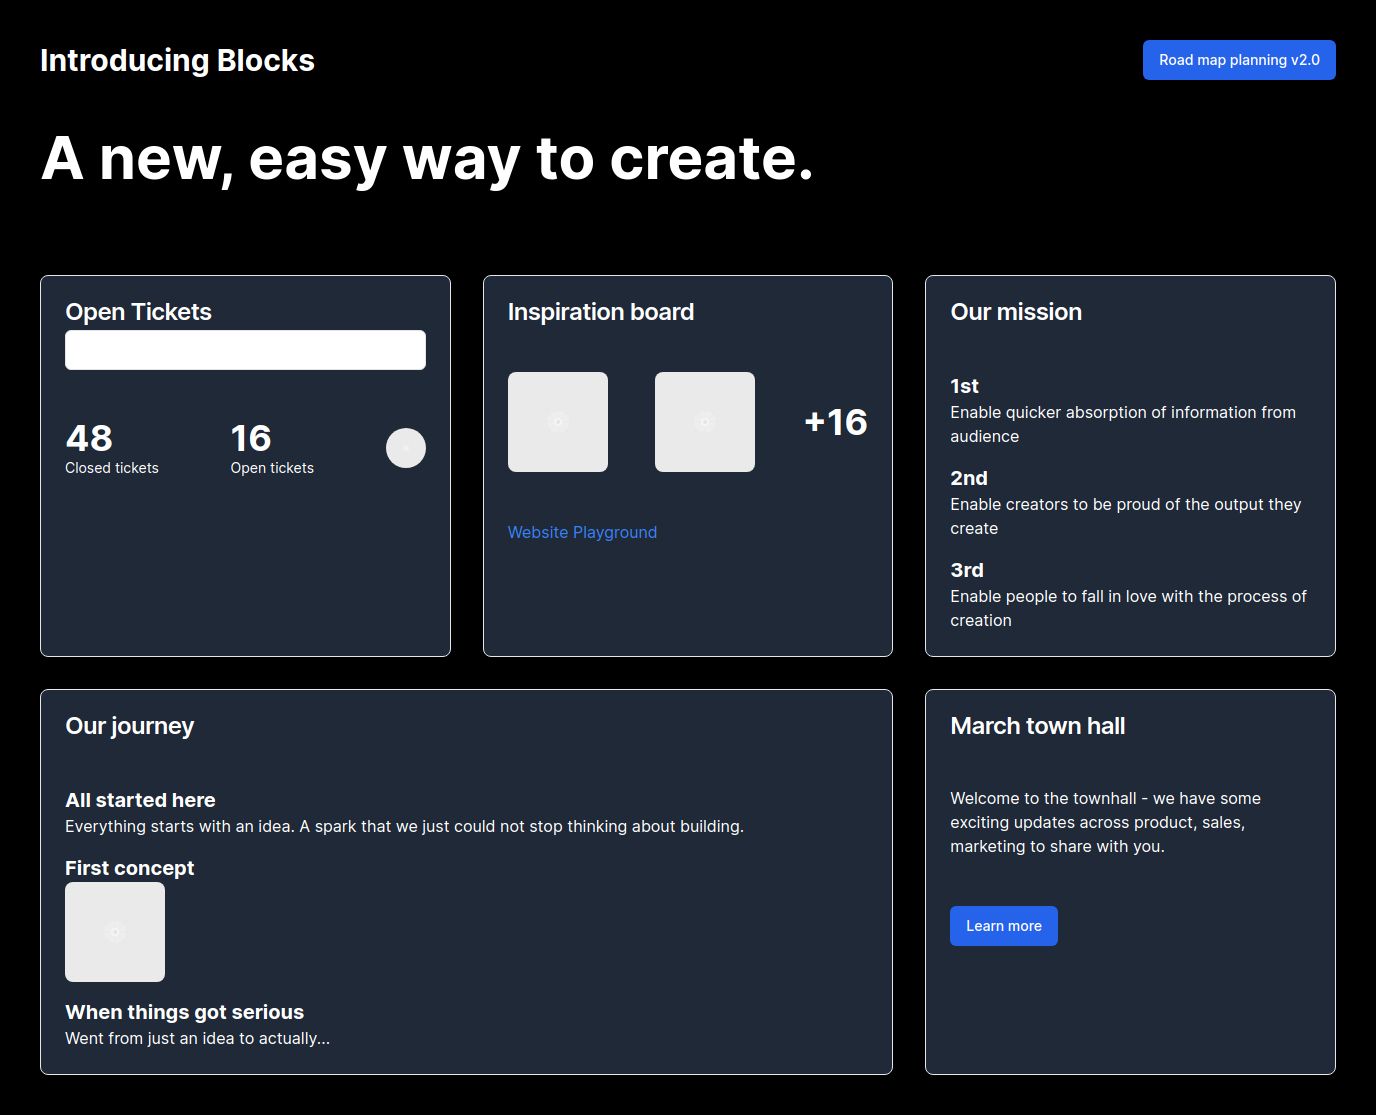 Introducing Blocks
Road map planning v2.0
A new, easy way to create.
Open Tickets
48
Closed tickets
16
Open tickets
Inspiration board
+16
Website Playground
Our mission
1st
Enable quicker absorption of information from
audience
2nd
Enable creators to be proud of the output they
create
3rd
Enable people to fall in love with the process of
creation
Our journey
All started here
Everything starts with an idea. A spark that we just could not stop thinking about building.
First concept
When things got serious
Went from just an idea to actually...
March town hall
Welcome to the townhall - we have some
exciting updates across product, sales,
marketing to share with you.
Learn more